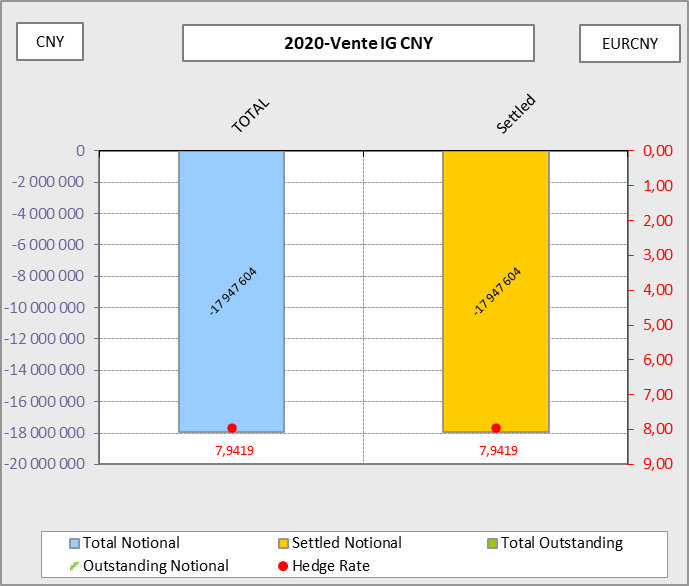 CNY
2020-Vente IG CNY
EURCNY
TOTAL
Settled
0
-2 000 000
-4 000 000
-6 000 000
-8 000 000
-10 000 000
-12 000 000
-14 000 000
-16 000 000
-18 000 000
-20 000 000
-17 947 604
-17 947 604
7,9419
7,9419
0,00
1,00
2,00
3,00
4,00
5,00
6,00
7,00
8,00
9,00
Total Notional
Settled Notional
Total Outstanding
Outstanding Notional
Hedge Rate